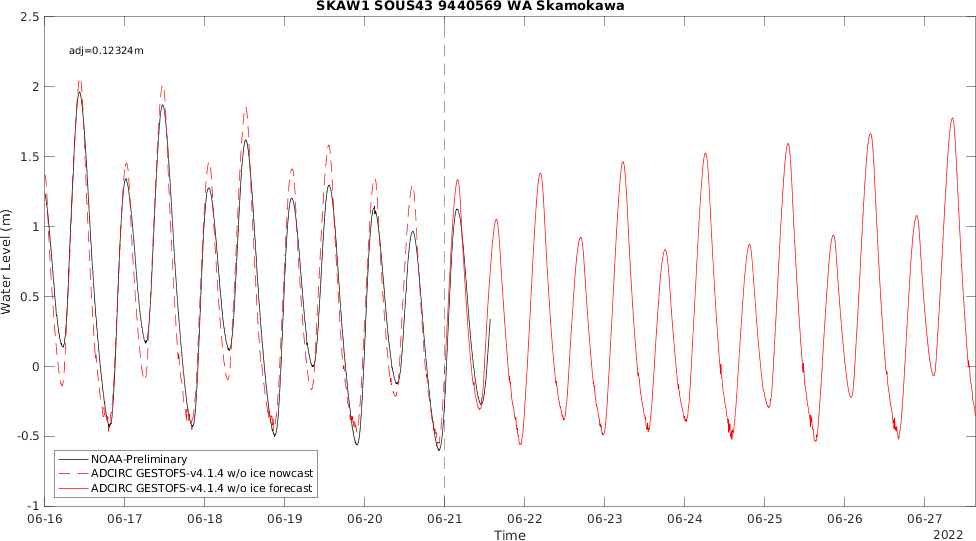 SKAW1 SOUS43 9440569 WA Skamokawa
2.5
adj=0.12324m
2
1.5
1
0.5
0
-0.5
-1
Water Level (m)
NOAA-Preliminary
ADCIRC GESTOFS-v4.1.4 w/o ice nowcast
ADCIRC GESTOFS-v4.1.4 w/o ice forecast
06-16 06-17 06-18 06-19 06-20 06-21 06-22 06-23 06-24 06-25 06-26 06-27
Time
2022